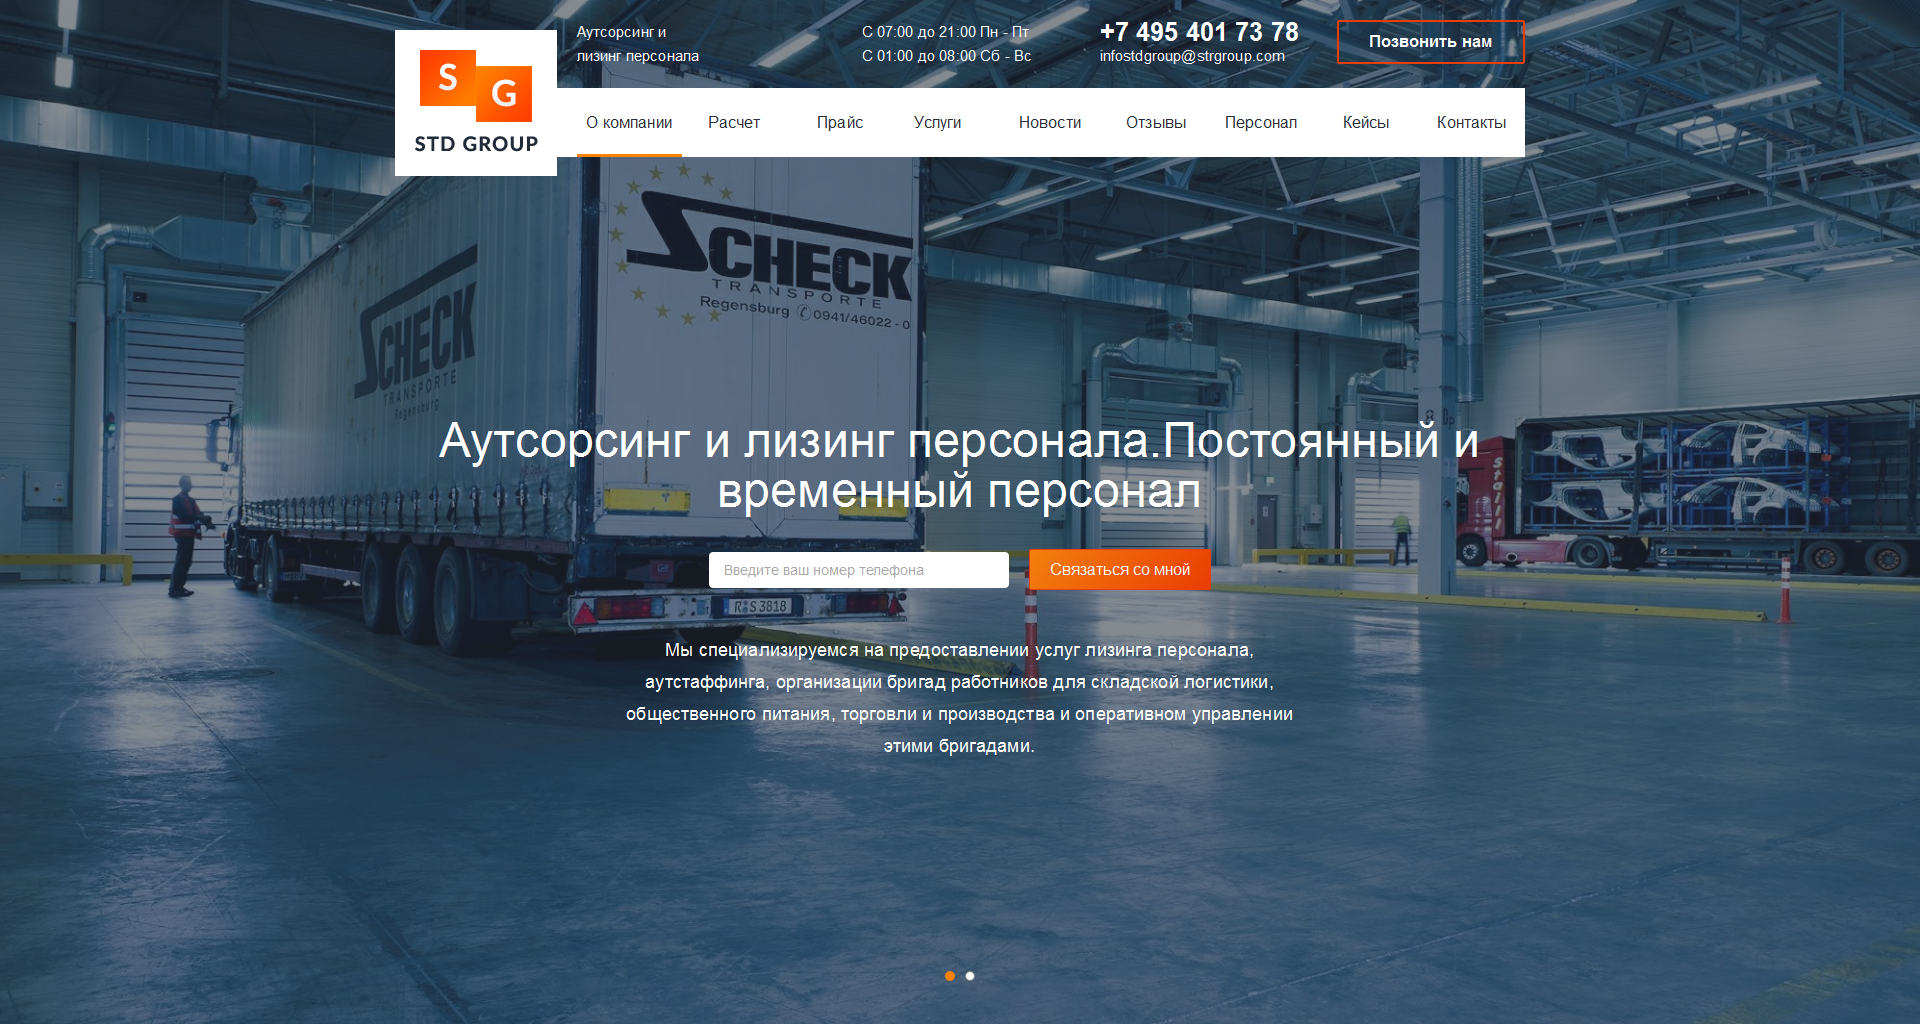 Аутсорсинг и
лизинг персонала
С 07:00 до 21:00 Пн - Пт
С 01:00 до 08:00 Сб - Вс
+7 495 401 73 78
infostdgroup@strgroup.com
Позвонить нам
S
G
STD GROUP
О компании
Расчет
Прайс
Услуги
Новости
Отзывы
Персонал
Кейсы
Контакты
SCHECK
TRANSPORTE
Regensburg ✆0941/46022-0
SCHECK
TRANSPORTE
Regensburg
Аутсорсинг и лизинг персонала.Постоянный и
временный персонал
Введите ваш номер телефона
Связаться со мной
R S 3818
Мы специализируемся на предоставлении услуг лизинга персонала,
аутстаффинга, организации бригад работников для складской логистики,
общественного питания, торговли и производства и оперативном управлении
этими бригадами.